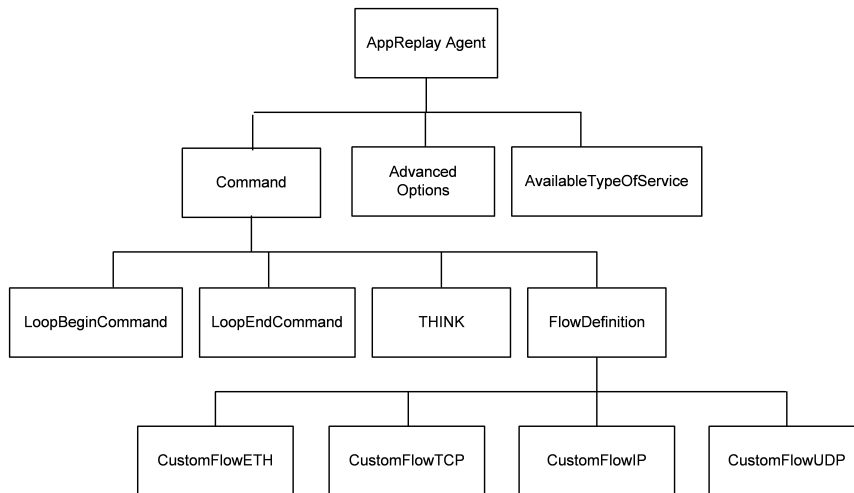 AppReplay Agent
Command
Advanced
Options
AvailableTypeOfService
LoopBeginCommand
LoopEndCommand
THINK
FlowDefinition
CustomFlowETH
CustomFlowTCP
CustomFlowIP
CustomFlowUDP